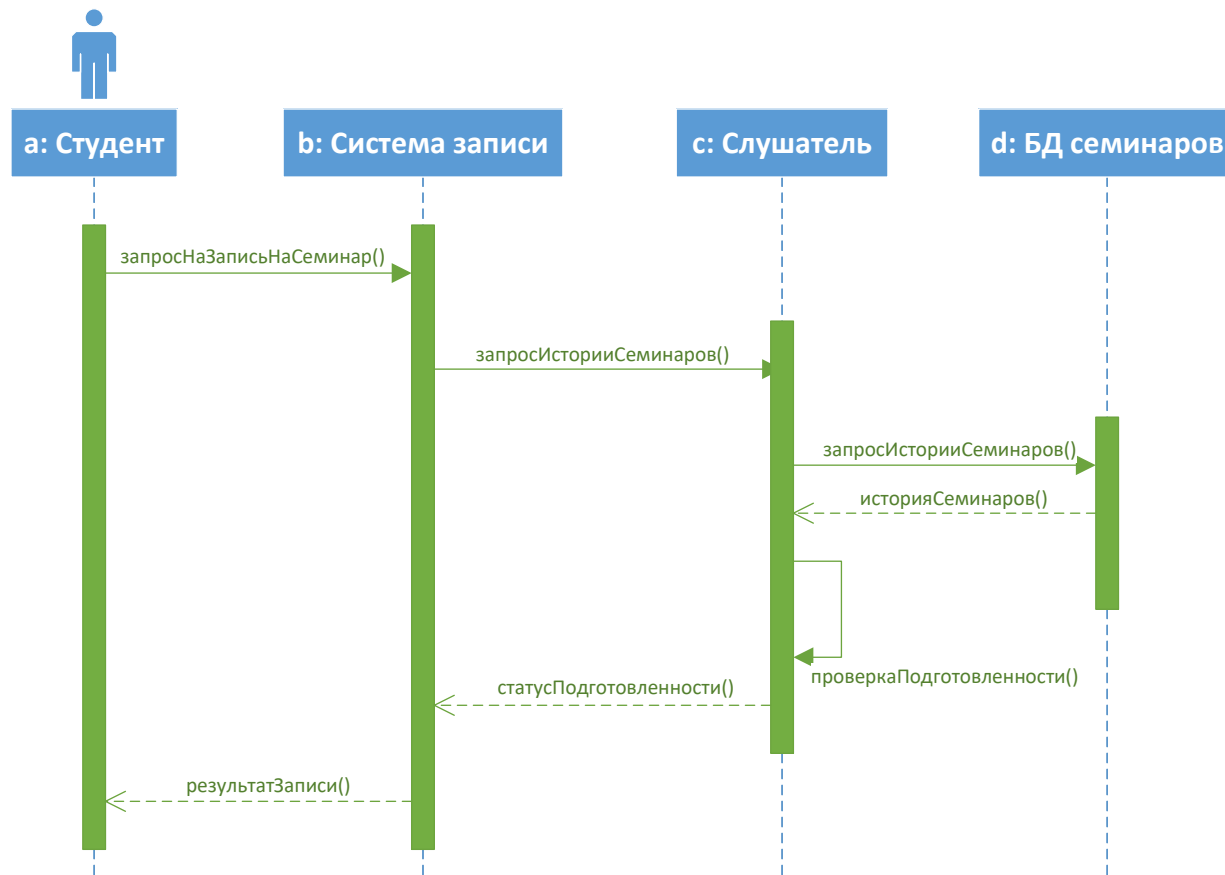 a: Студент
b: Система записи
c: Слушатель
d: БД семинаров
запросНаЗаписьНаСеминар()
запросИсторииСеминаров()
запросИсторииСеминаров()
историяСеминаров()
проверкаПодготовленности()
статусПодготовленности()
результатЗаписи()